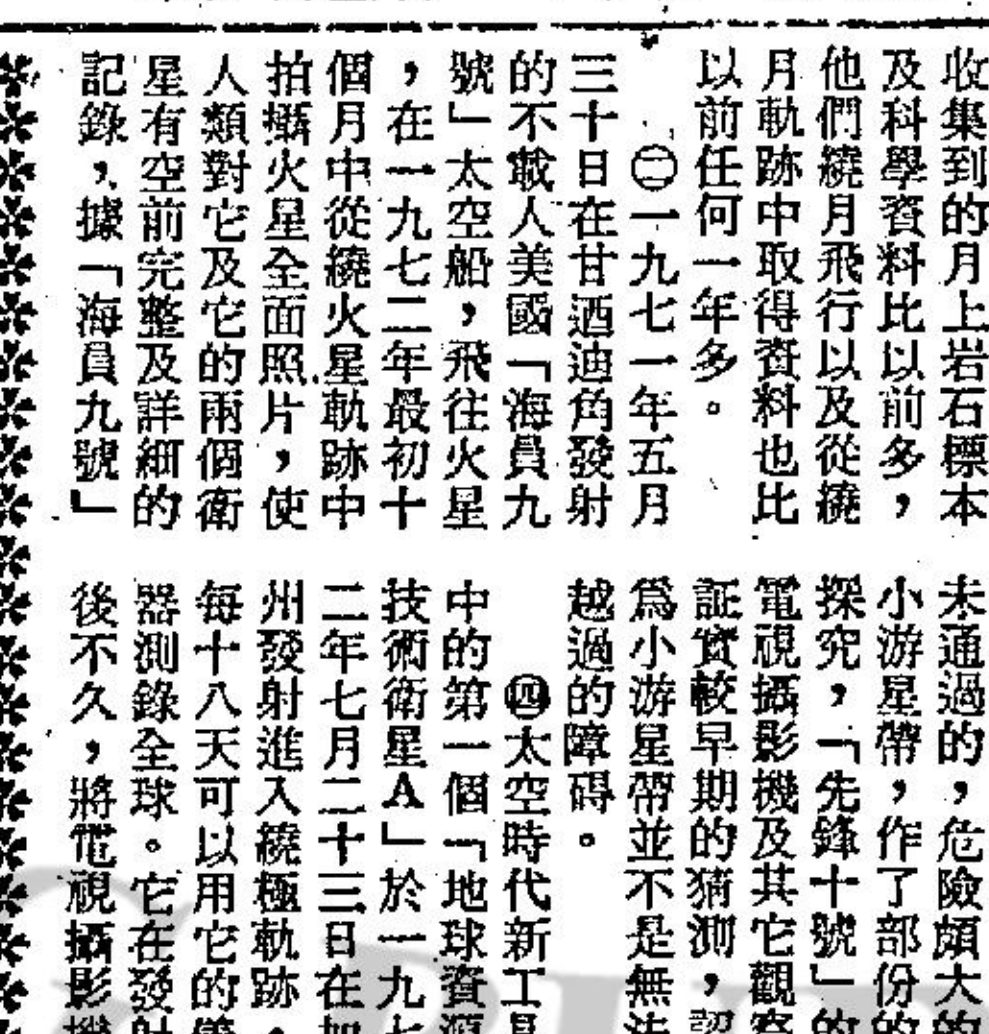 收集到的月上岩石標本
及科學資料比以前多，
他們繞月飛行以及從繞
月軌跡中取得資料也比
以前任何一年多。
㊁一九七一年五月
三十日在甘迺迪角發射
的不載人美國「海員九
號」太空船，飛往火星
，在一九七二年最初十
個月中從繞火星軌跡中
拍攝火星全面照片，使
人類對它及它的兩個衛
星有空前完整及詳細的
記錄，據「海員九號」
未通過的，危險頗大的
小游星帶，作了部份的
探究，「先鋒十號」的
電視攝影機及其它觀察
証實較早期的猜測，認
爲小游星帶並不是無法
越過的障碍。
㊃太空時代新工具
中的第一個「地球資源
技術衛星A」於一九七
二年七月二十三日在加
州發射進入繞極軌跡，
每十八天可以用它的儀
器測錄全球。它在發射
後不久，將電視攝影機